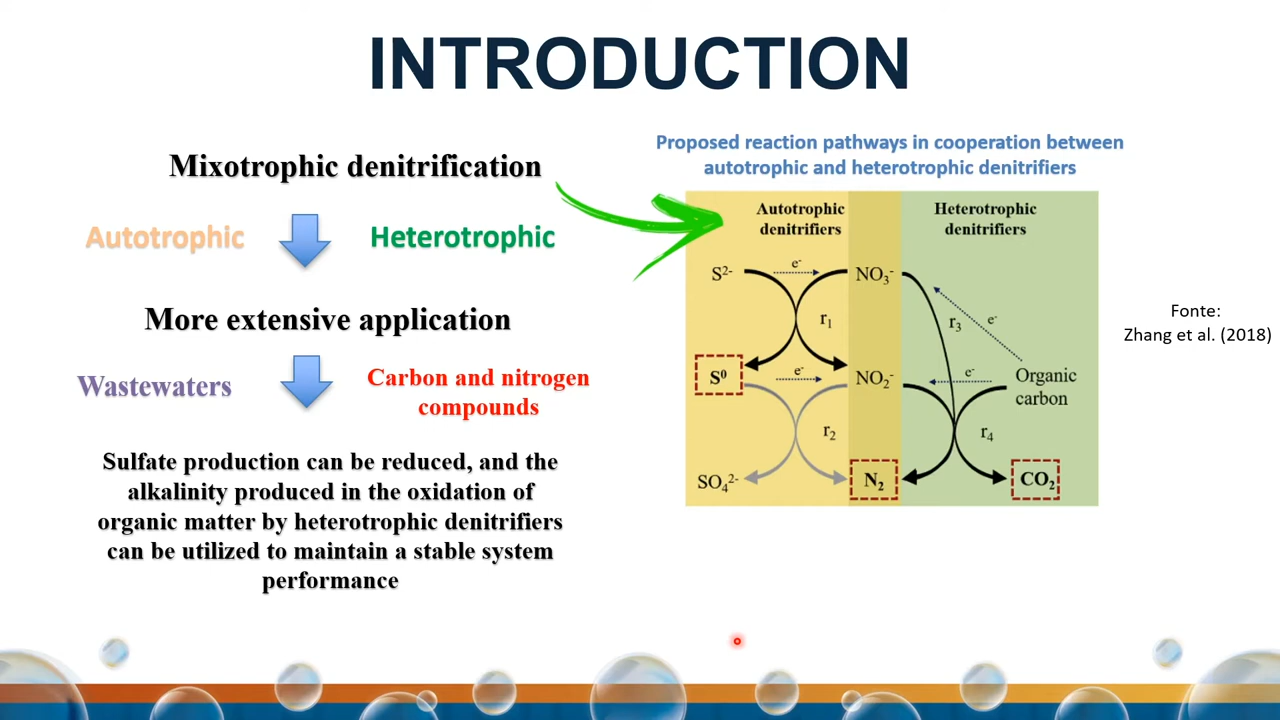 INTRODUCTION
Mixotrophic denitrification
Autotrophic
Heterotrophic
More extensive application
Wastewaters
Carbon and nitrogen
compounds
Sulfate production can be reduced, and the
alkalinity produced in the oxidation of
organic matter by heterotrophic denitrifiers
can be utilized to maintain a stable system
performance
Proposed reaction pathways in cooperation between
autotrophic and heterotrophic denitrifiers
Autotrophic
denitrifiers
Heterotrophic
denitrifiers
S²⁻
e⁻
NO₃⁻
r₁
r₃
e⁻
S⁰
e⁻
NO₂⁻
e⁻
Organic
carbon
r₂
r₄
SO₄²⁻
N₂
CO₂
Fonte:
Zhang et al. (2018)